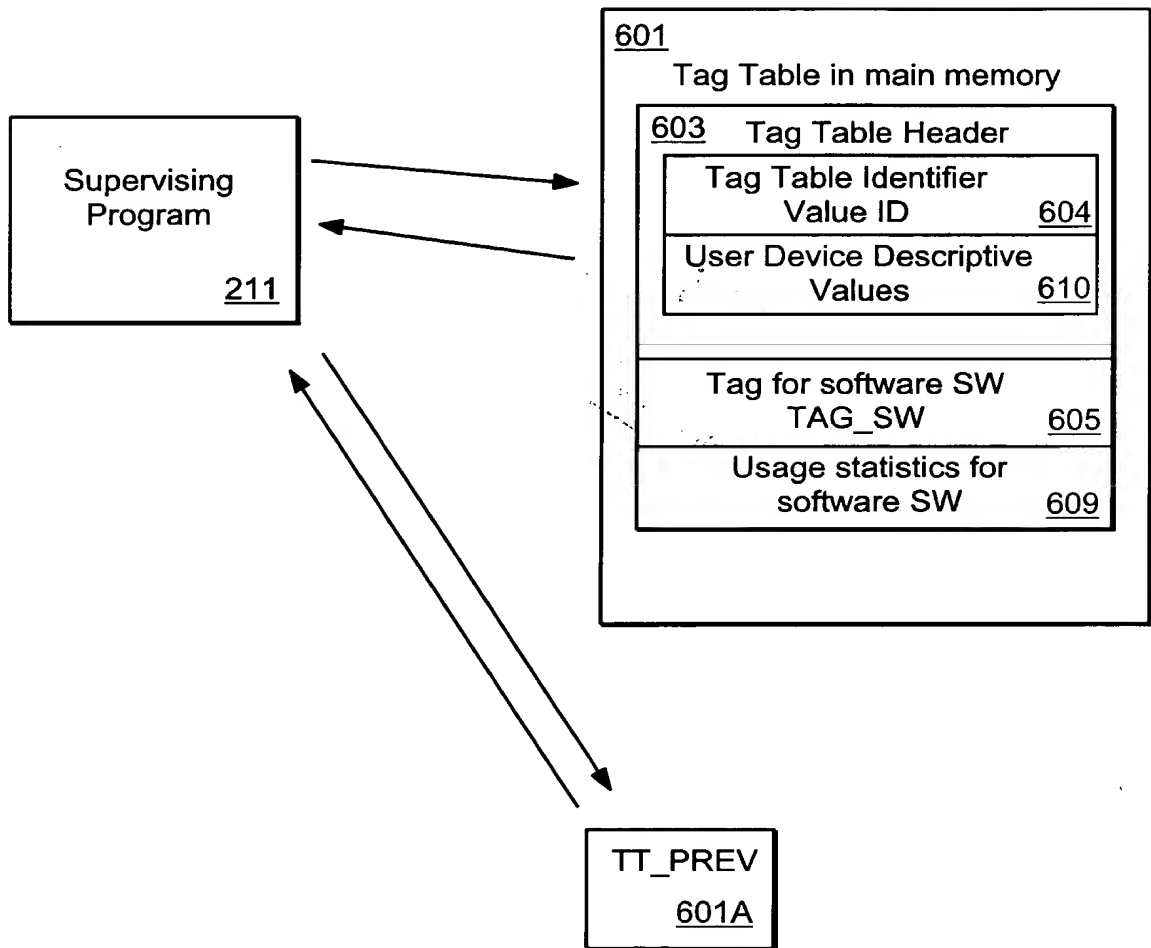 Supervising
Program
211
601
Tag Table in main memory
603 Tag Table Header
Tag Table Identifier
Value ID 604
User Device Descriptive
Values 610
Tag for software SW
TAG_SW 605
Usage statistics for
software SW 609
TT_PREV
601A